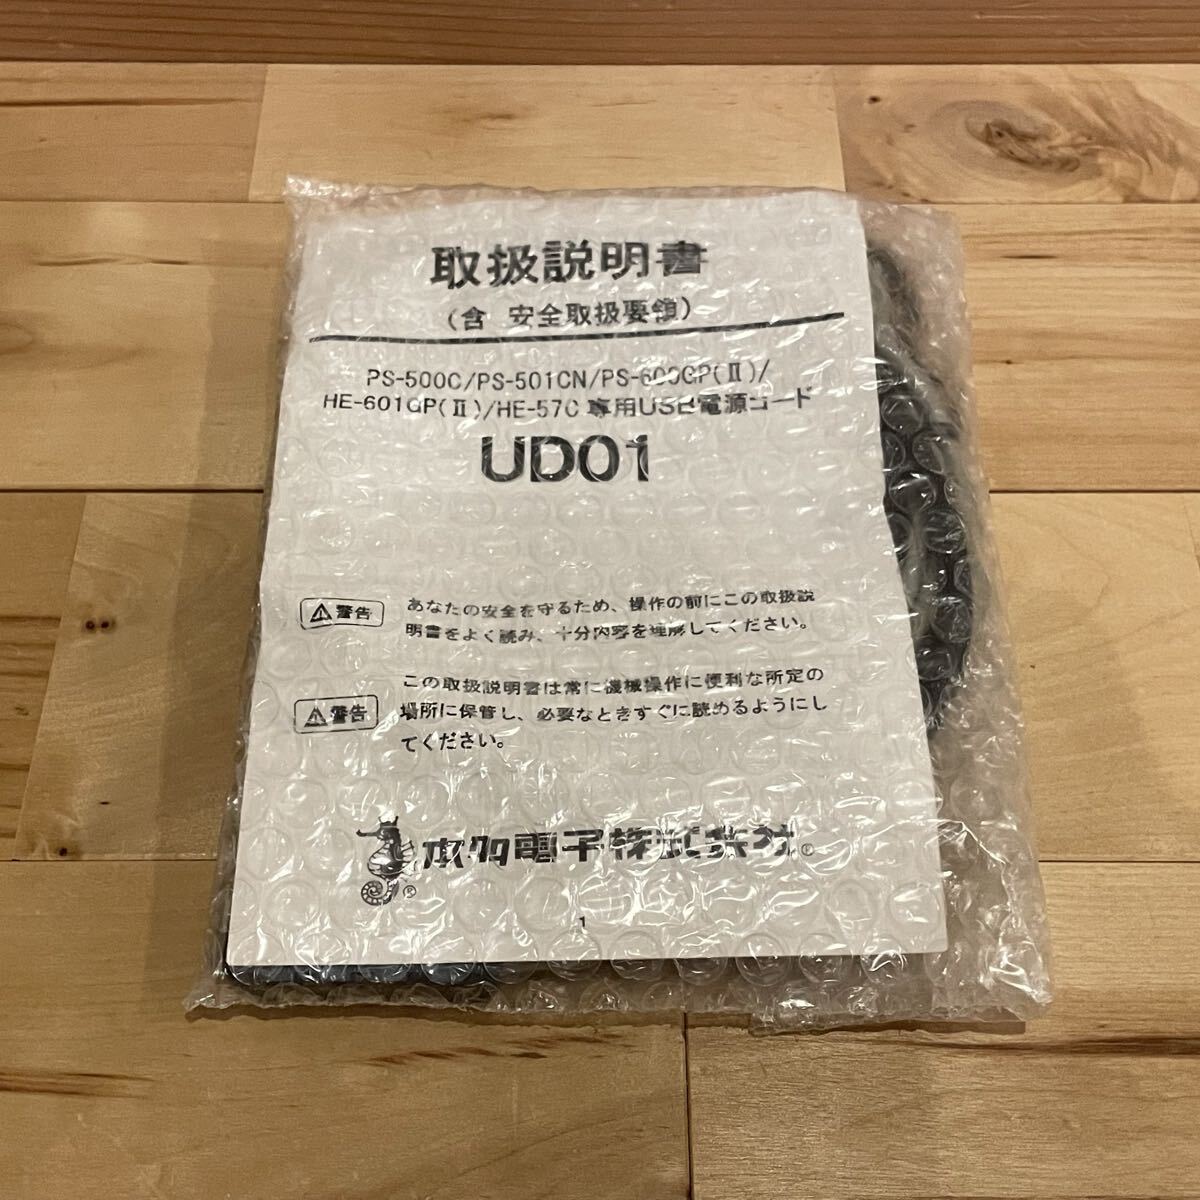 取扱説明書
(含 安全取扱要領)
PS-500C/PS-501CN/PS-600GP(Ⅱ)/
HE-601GP(Ⅱ)/HE-57C 専用USB電源コード
UD01
⚠警告 あなたの安全を守るため、操作の前にこの取扱説
明書をよく読み、十分内容を理解してください。
⚠警告 この取扱説明書は常に機械操作に便利な所定の
場所に保管し、必要なときすぐに読めるようにし
てください。
本多電子株式会社®
®
1